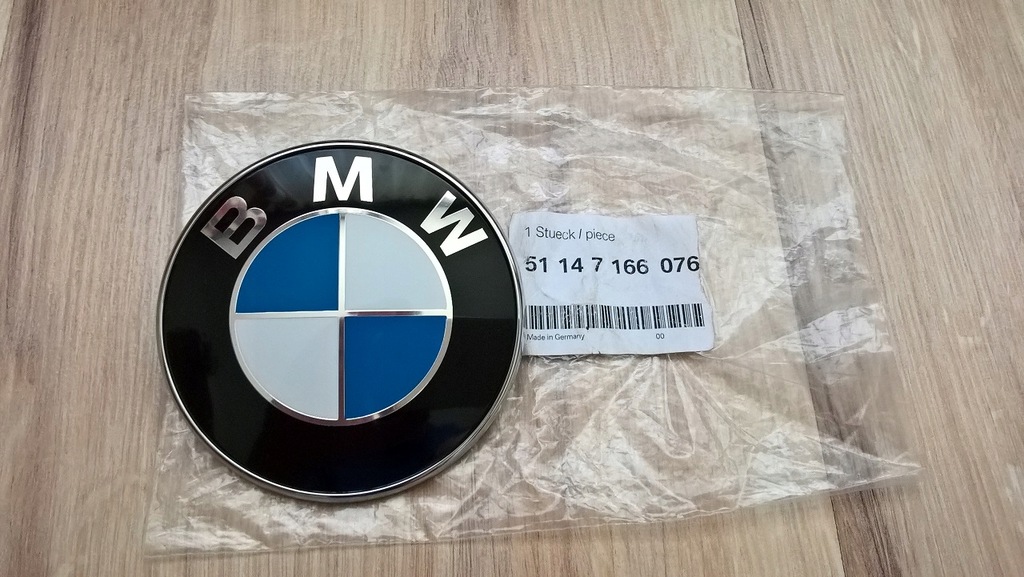 BMW
1 Stueck / piece
51 14 7 166 076
Made in Germany 00